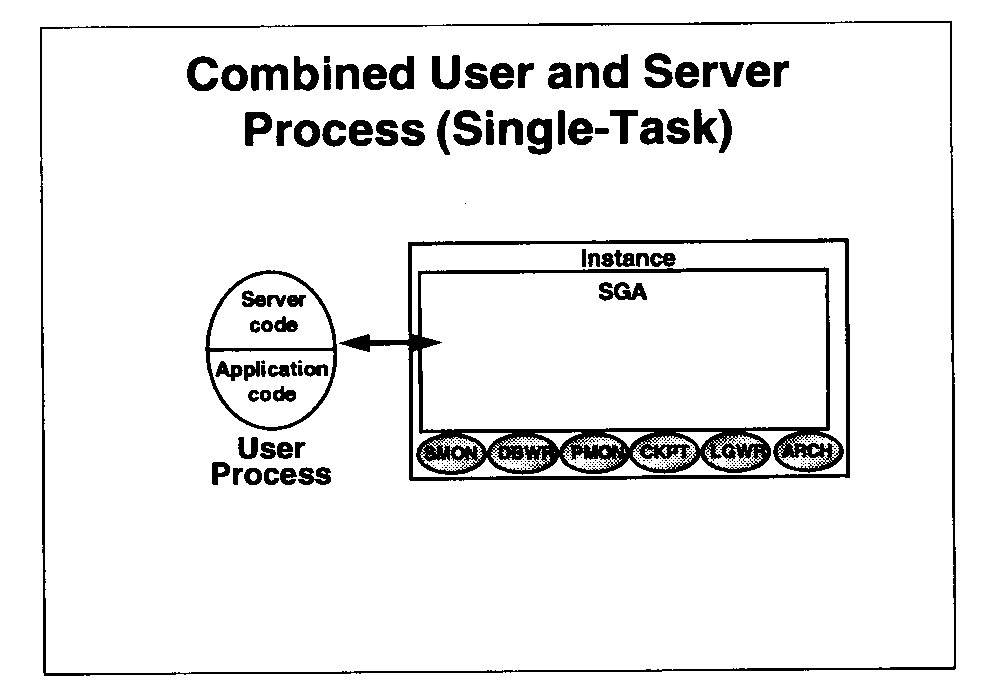 Combined User and Server
Process (Single-Task)
Instance
SGA
Server
code
Application
code
User
Process
SMON DBWR PMON CKPT LGWR ARCH